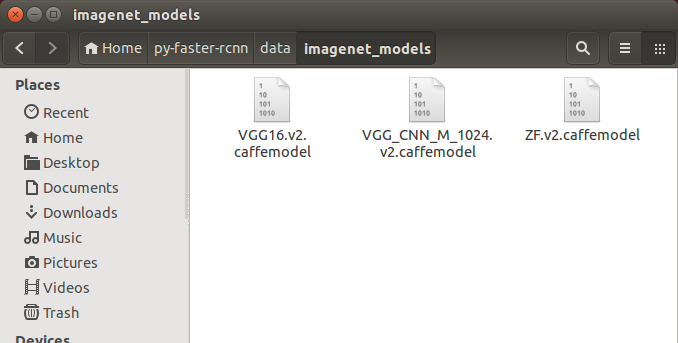 imagenet_models
Home py-faster-rcnn data imagenet_models
Places
Recent
Home
Desktop
Documents
Downloads
Music
Pictures
Videos
Trash
Devices
1
10
101
1010
VGG16.v2.
caffemodel
1
10
101
1010
VGG_CNN_M_1024.
v2.caffemodel
1
10
101
1010
ZF.v2.caffemodel